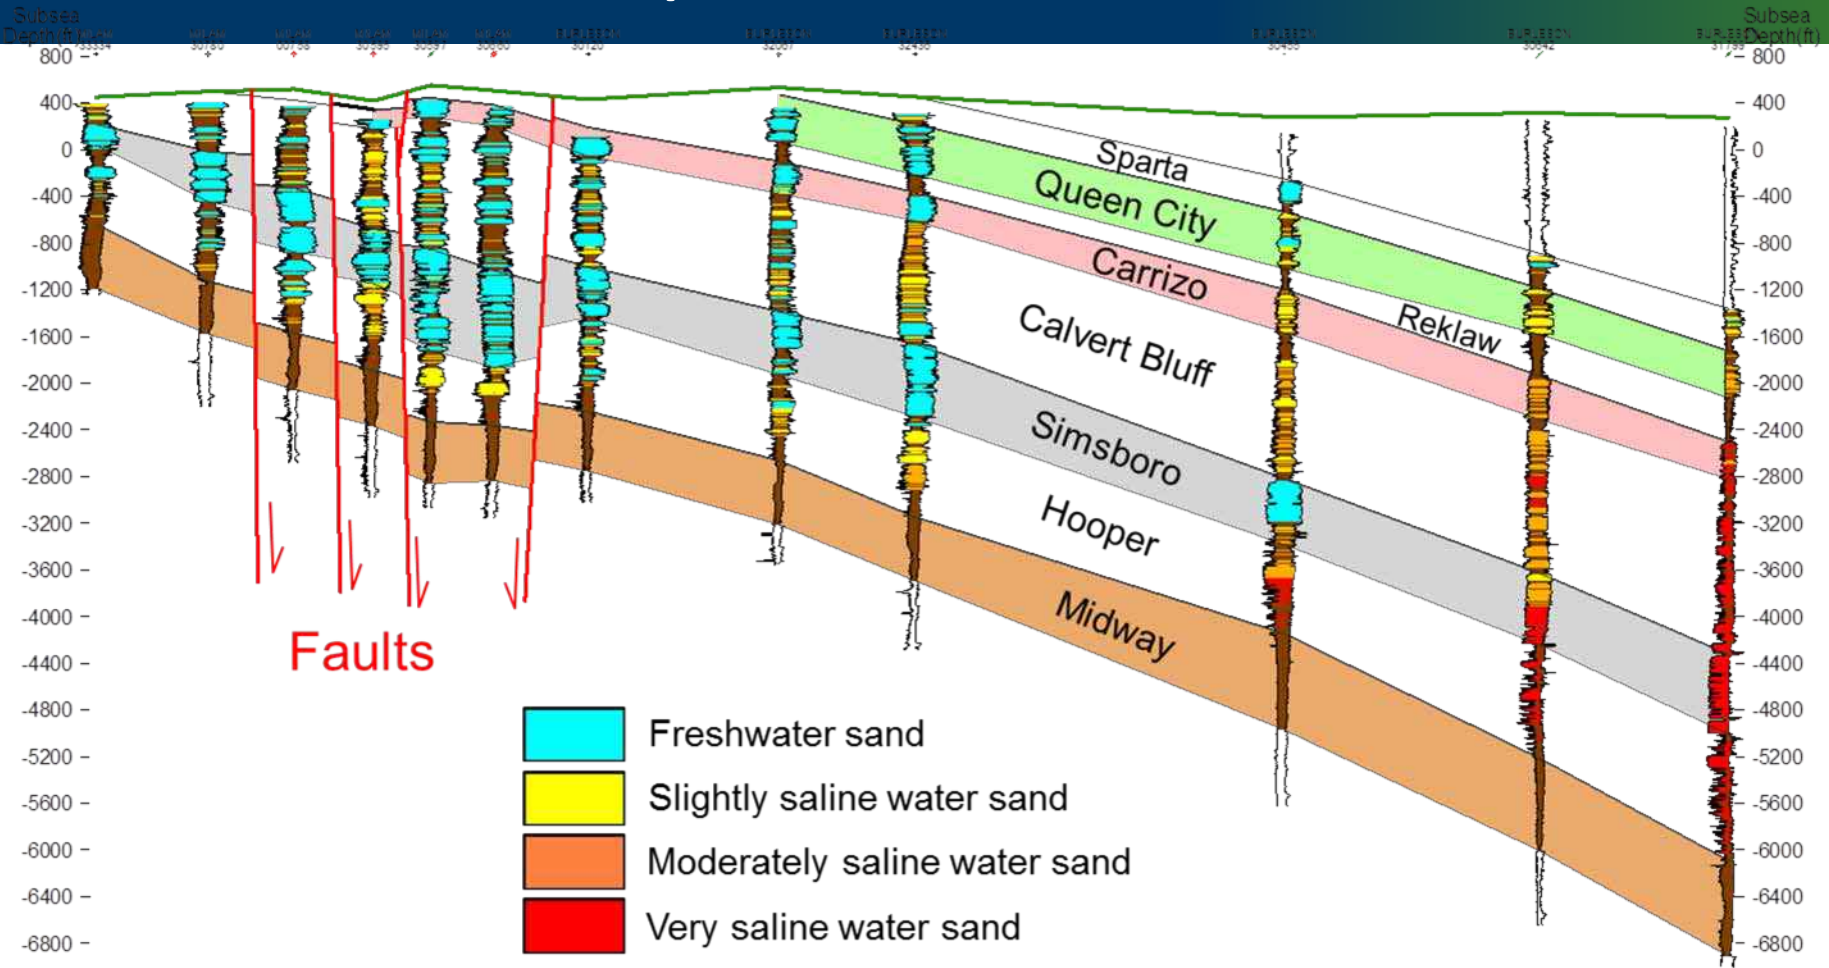 Subsea
Depth(ft)
Subsea
Depth(ft)
800
400
0
-400
-800
-1200
-1600
-2000
-2400
-2800
-3200
-3600
-4000
-4400
-4800
-5200
-5600
-6000
-6400
-6800
800
400
0
-400
-800
-1200
-1600
-2000
-2400
-2800
-3200
-3600
-4000
-4400
-4800
-5200
-5600
-6000
-6400
-6800
Sparta
Queen City
Carrizo
Reklaw
Calvert Bluff
Simsboro
Hooper
Midway
Faults
Freshwater sand
Slightly saline water sand
Moderately saline water sand
Very saline water sand